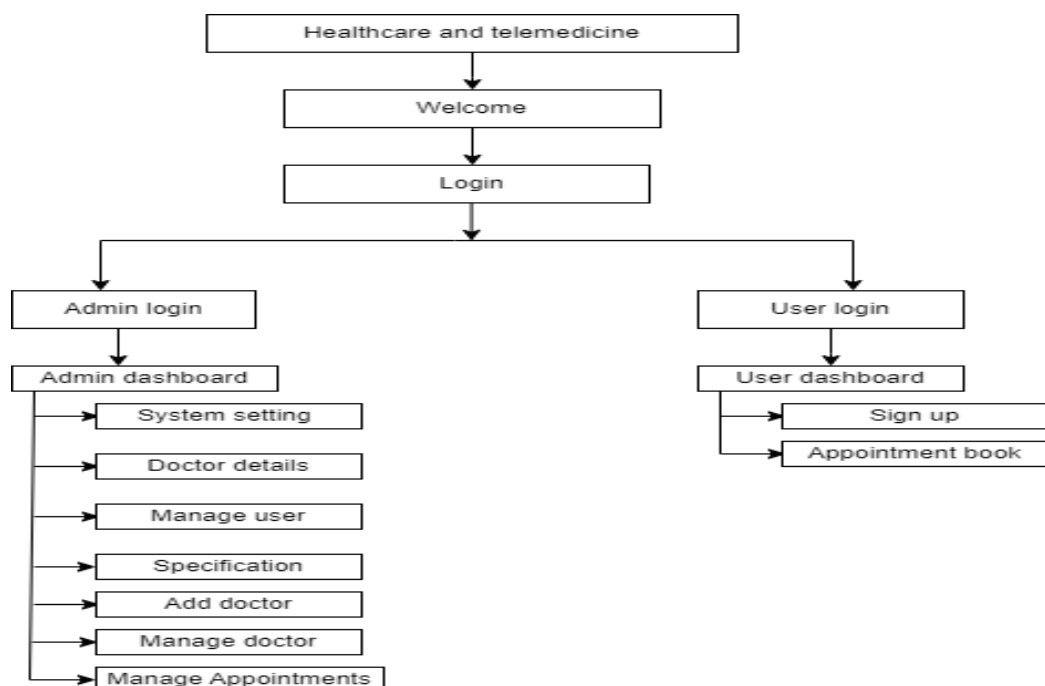 Healthcare and telemedicine
Welcome
Login
Admin login
User login
Admin dashboard
User dashboard
System setting
Sign up
Doctor details
Appointment book
Manage user
Specification
Add doctor
Manage doctor
Manage Appointments